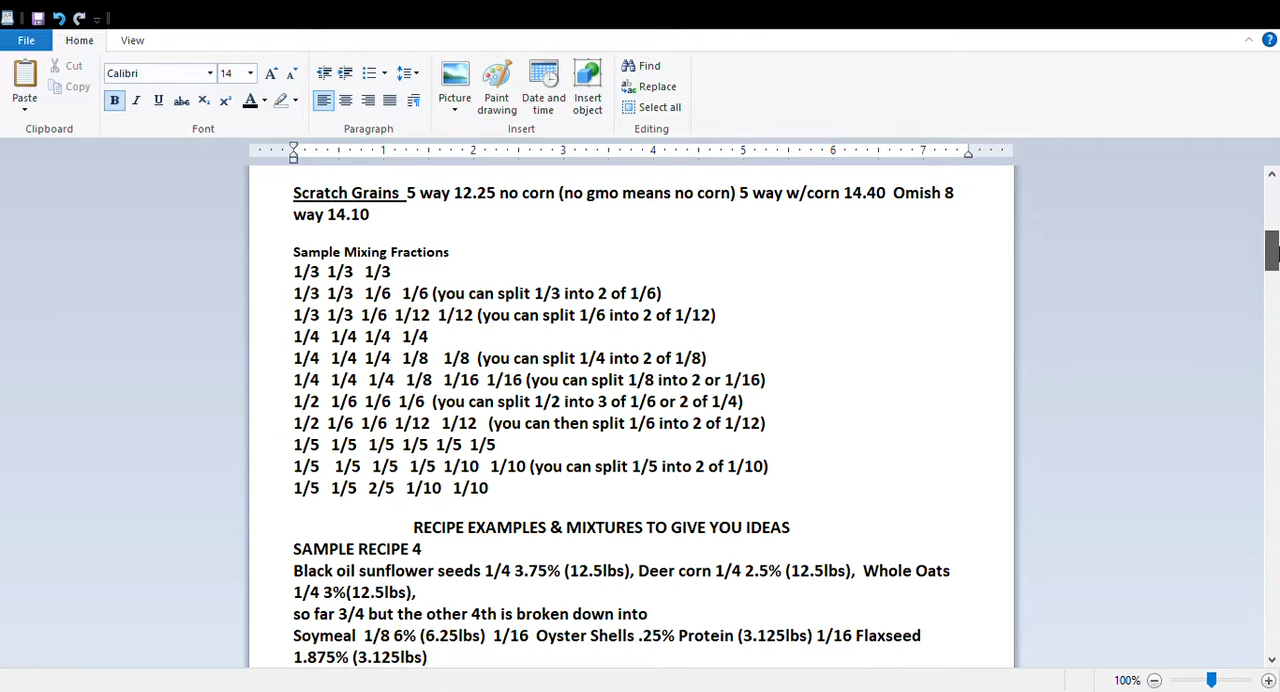 File Home View
Paste Cut Copy Clipboard
Calibri 14 A A
B I U abc X₂ X² A
Font
Paragraph
Picture Paint drawing Date and time Insert object
Insert
Find
Replace
Select all
Editing
1 2 3 4 5 6 7
Scratch Grains 5 way 12.25 no corn (no gmo means no corn) 5 way w/corn 14.40 Omish 8
way 14.10
Sample Mixing Fractions
1/3 1/3 1/3
1/3 1/3 1/6 1/6 (you can split 1/3 into 2 of 1/6)
1/3 1/3 1/6 1/12 1/12 (you can split 1/6 into 2 of 1/12)
1/4 1/4 1/4 1/4
1/4 1/4 1/4 1/8 1/8 (you can split 1/4 into 2 of 1/8)
1/4 1/4 1/4 1/8 1/16 1/16 (you can split 1/8 into 2 or 1/16)
1/2 1/6 1/6 1/6 (you can split 1/2 into 3 of 1/6 or 2 of 1/4)
1/2 1/6 1/6 1/12 1/12 (you can then split 1/6 into 2 of 1/12)
1/5 1/5 1/5 1/5 1/5 1/5
1/5 1/5 1/5 1/5 1/10 1/10 (you can split 1/5 into 2 of 1/10)
1/5 1/5 2/5 1/10 1/10
RECIPE EXAMPLES & MIXTURES TO GIVE YOU IDEAS
SAMPLE RECIPE 4
Black oil sunflower seeds 1/4 3.75% (12.5lbs), Deer corn 1/4 2.5% (12.5lbs), Whole Oats
1/4 3%(12.5lbs),
so far 3/4 but the other 4th is broken down into
Soymeal 1/8 6% (6.25lbs) 1/16 Oyster Shells .25% Protein (3.125lbs) 1/16 Flaxseed
1.875% (3.125lbs)
100%